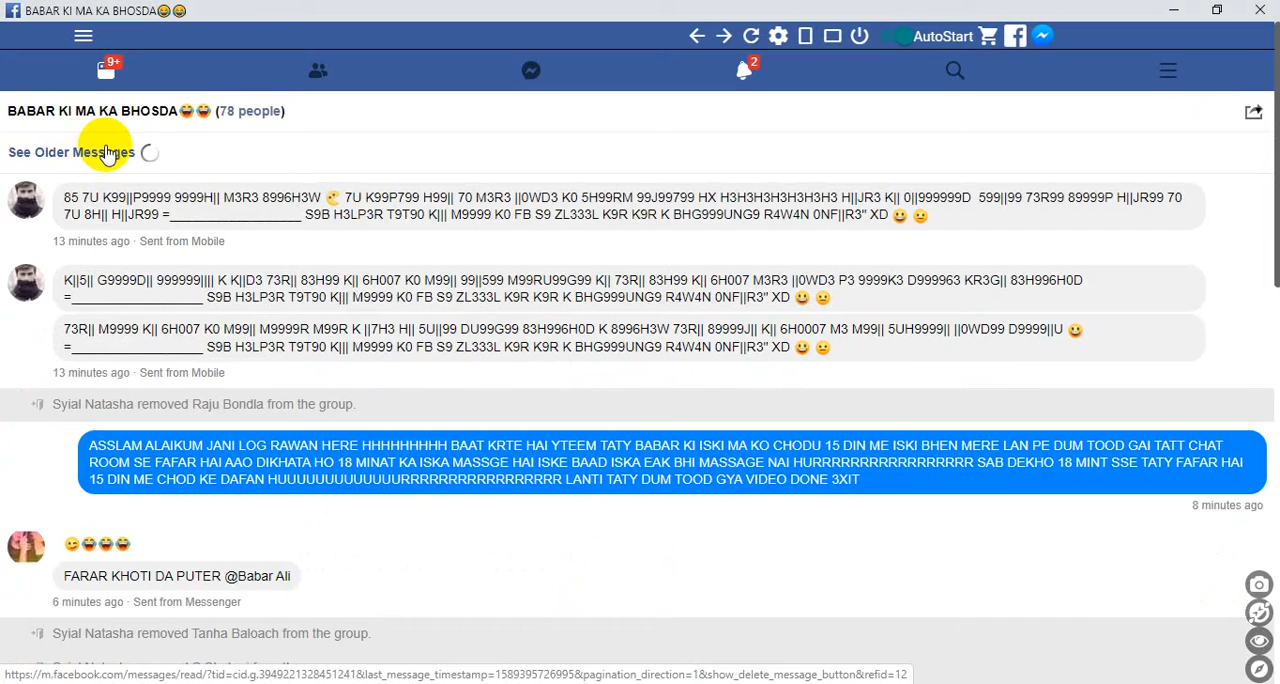 BABAR KI MA KA BHOSDA😂😂
AutoStart
9+
2
BABAR KI MA KA BHOSDA😂😂 (78 people)
See Older Messages
85 7U K99||P9999 9999H|| M3R3 8996H3W 7U K99P799 H99|| 70 M3R3 ||0WD3 K0 5H99RM 99J99799 HX H3H3H3H3H3H3H3 H||JR3 K|| 0||999999D 599||99 73R99 89999P H||JR99 70
7U 8H|| H||JR99 =___________________ S9B H3LP3R T9T90 K||| M9999 K0 FB S9 ZL333L K9R K9R K BHG999UNG9 R4W4N 0NF||R3" XD 😀 😐
13 minutes ago · Sent from Mobile
K||5|| G9999D|| 999999|||| K K||D3 73R|| 83H99 K|| 6H007 K0 M99|| 99||599 M99RU99G99 K|| 73R|| 83H99 K|| 6H007 M3R3 ||0WD3 P3 9999K3 D999963 KR3G|| 83H996H0D
=___________________ S9B H3LP3R T9T90 K||| M9999 K0 FB S9 ZL333L K9R K9R K BHG999UNG9 R4W4N 0NF||R3" XD 😀 😐
73R|| M9999 K|| 6H007 K0 M99|| M9999R M99R K ||7H3 H|| 5U||99 DU99G99 83H996H0D K 8996H3W 73R|| 89999J|| K|| 6H0007 M3 M99|| 5UH9999|| ||0WD99 D9999||U 😀
=___________________ S9B H3LP3R T9T90 K||| M9999 K0 FB S9 ZL333L K9R K9R K BHG999UNG9 R4W4N 0NF||R3" XD 😀 😐
13 minutes ago · Sent from Mobile
Syial Natasha removed Raju Bondla from the group.
ASSLAM ALAIKUM JANI LOG RAWAN HERE HHHHHHHHH BAAT KRTE HAI YTEEM TATY BABAR KI ISKI MA KO CHODU 15 DIN ME ISKI BHEN MERE LAN PE DUM TOOD GAI TATT CHAT
ROOM SE FAFAR HAI AAO DIKHATA HO 18 MINAT KA ISKA MASSGE HAI ISKE BAAD ISKA EAK BHI MASSAGE NAI HURRRRRRRRRRRRRRRRR SAB DEKHO 18 MINT SSE TATY FAFAR HAI
15 DIN ME CHOD KE DAFAN HUUUUUUUUUUUURRRRRRRRRRRRRRRRR LANTI TATY DUM TOOD GYA VIDEO DONE 3XIT
8 minutes ago
😉😂😂😂
FARAR KHOTI DA PUTER @Babar Ali
6 minutes ago · Sent from Messenger
Syial Natasha removed Tanha Baloach from the group.
https://m.facebook.com/messages/read/?tid=cid.g.3949221328451241&last_message_timestamp=1589395726995&pagination_direction=1&show_delete_message_button&refid=12